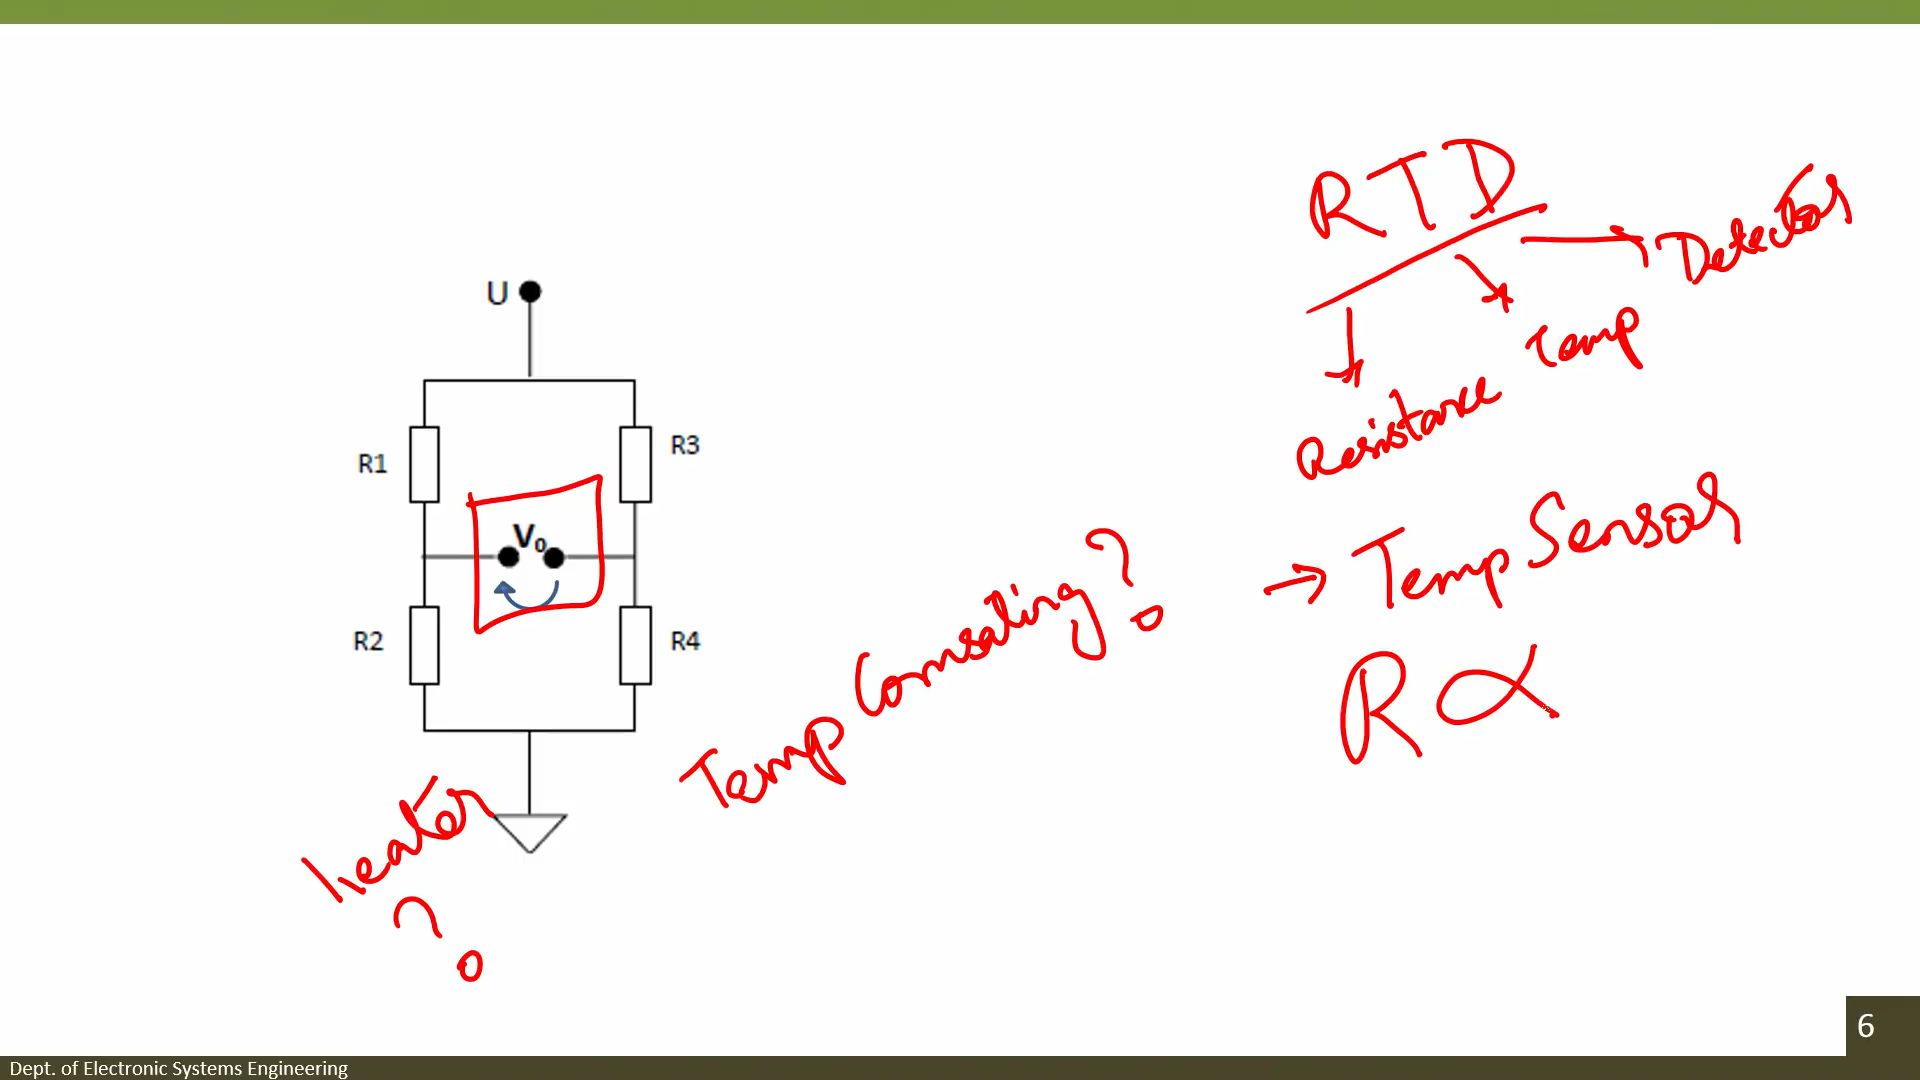 RTD
Detector
Temp
Resistance
U
R1
R3
V0
R2
R4
Temp Comsating?
→ Temp Sensor
R ∝
heater
?
6
Dept. of Electronic Systems Engineering